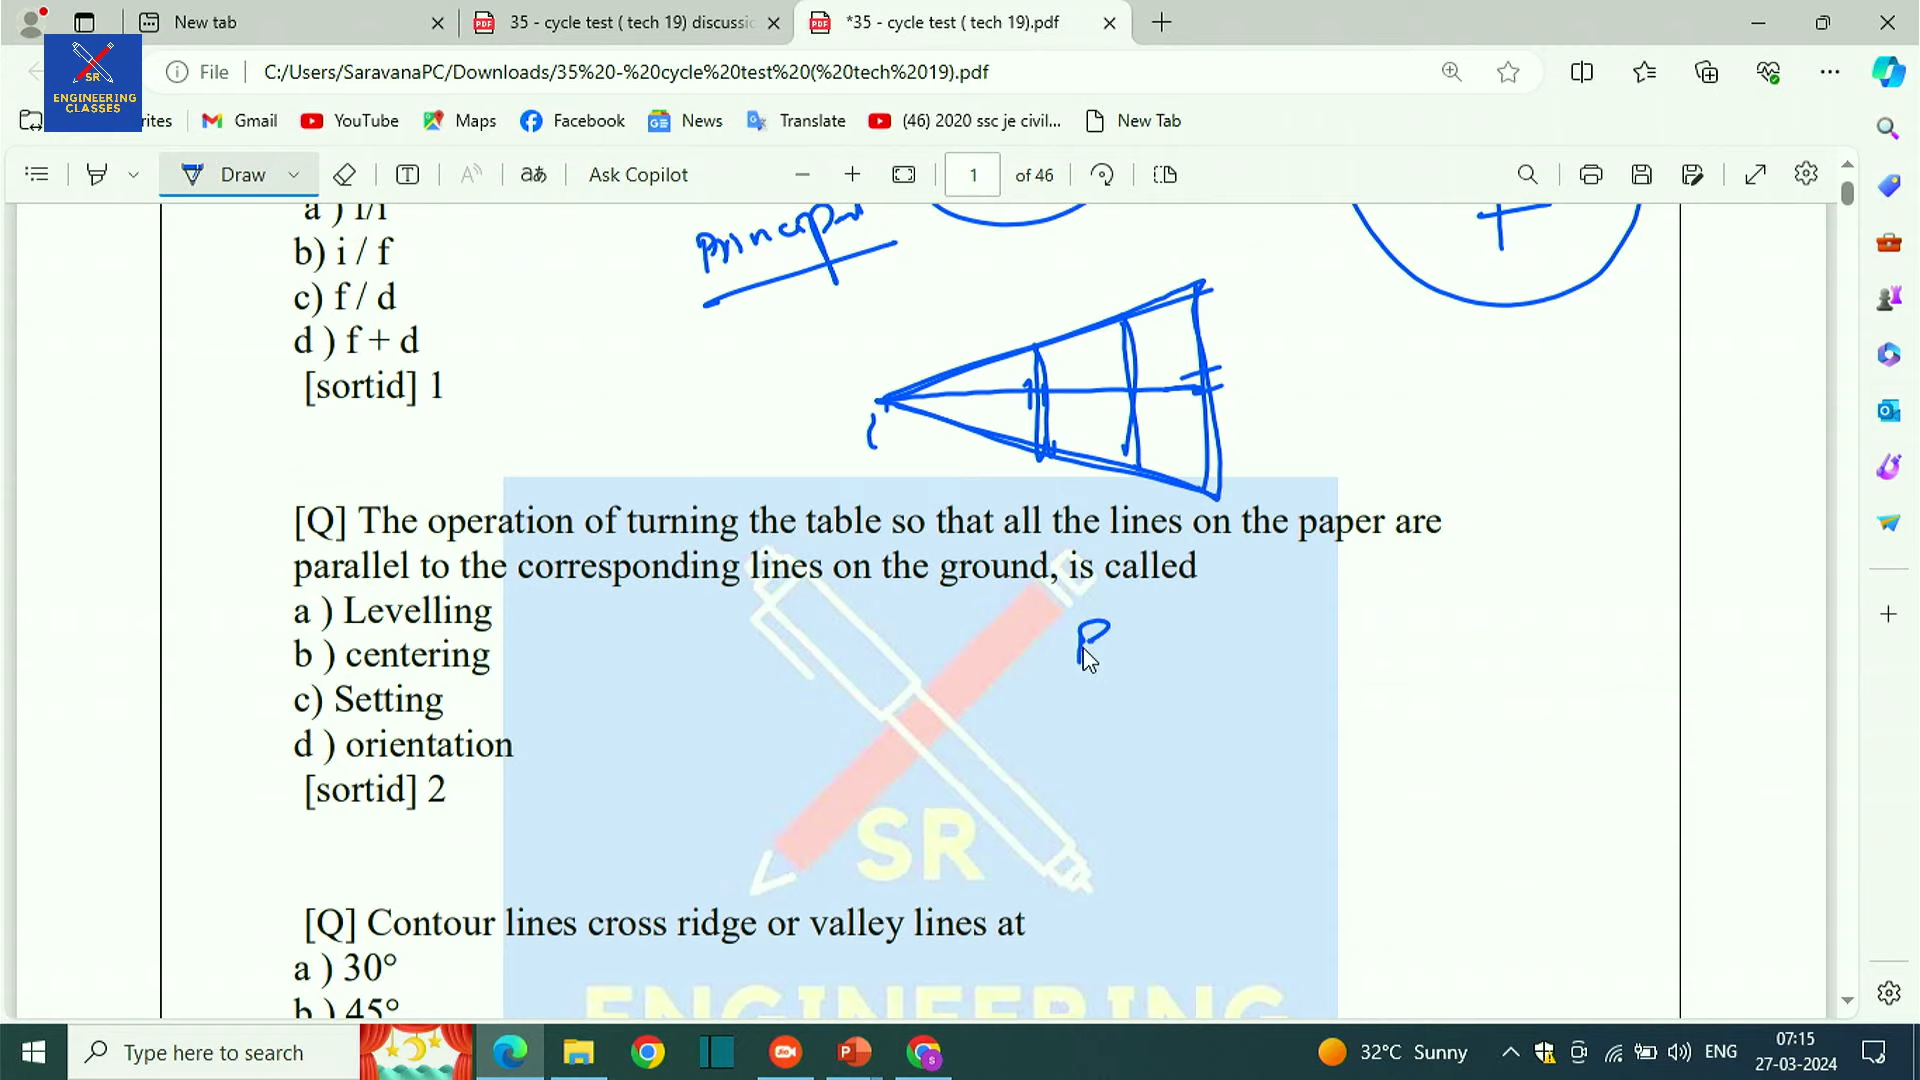 New tab
35 - cycle test ( tech 19) discussi
*35 - cycle test ( tech 19).pdf
SR
ENGINEERING
CLASSES
File
C:/Users/SaravanaPC/Downloads/35%20-%20cycle%20test%20(%20tech%2019).pdf
Gmail
YouTube
Maps
Facebook
News
Translate
(46) 2020 ssc je civil...
New Tab
Draw
Ask Copilot
1 of 46
a ) i/f
b) i / f
c) f / d
d ) f + d
[sortid] 1
Principal
[Q] The operation of turning the table so that all the lines on the paper are
parallel to the corresponding lines on the ground, is called
a ) Levelling
b ) centering
c) Setting
d ) orientation
[sortid] 2
P
[Q] Contour lines cross ridge or valley lines at
a ) 30°
b ) 45°
SR
ENGINEERING
Type here to search
32°C Sunny
ENG
07:15
27-03-2024